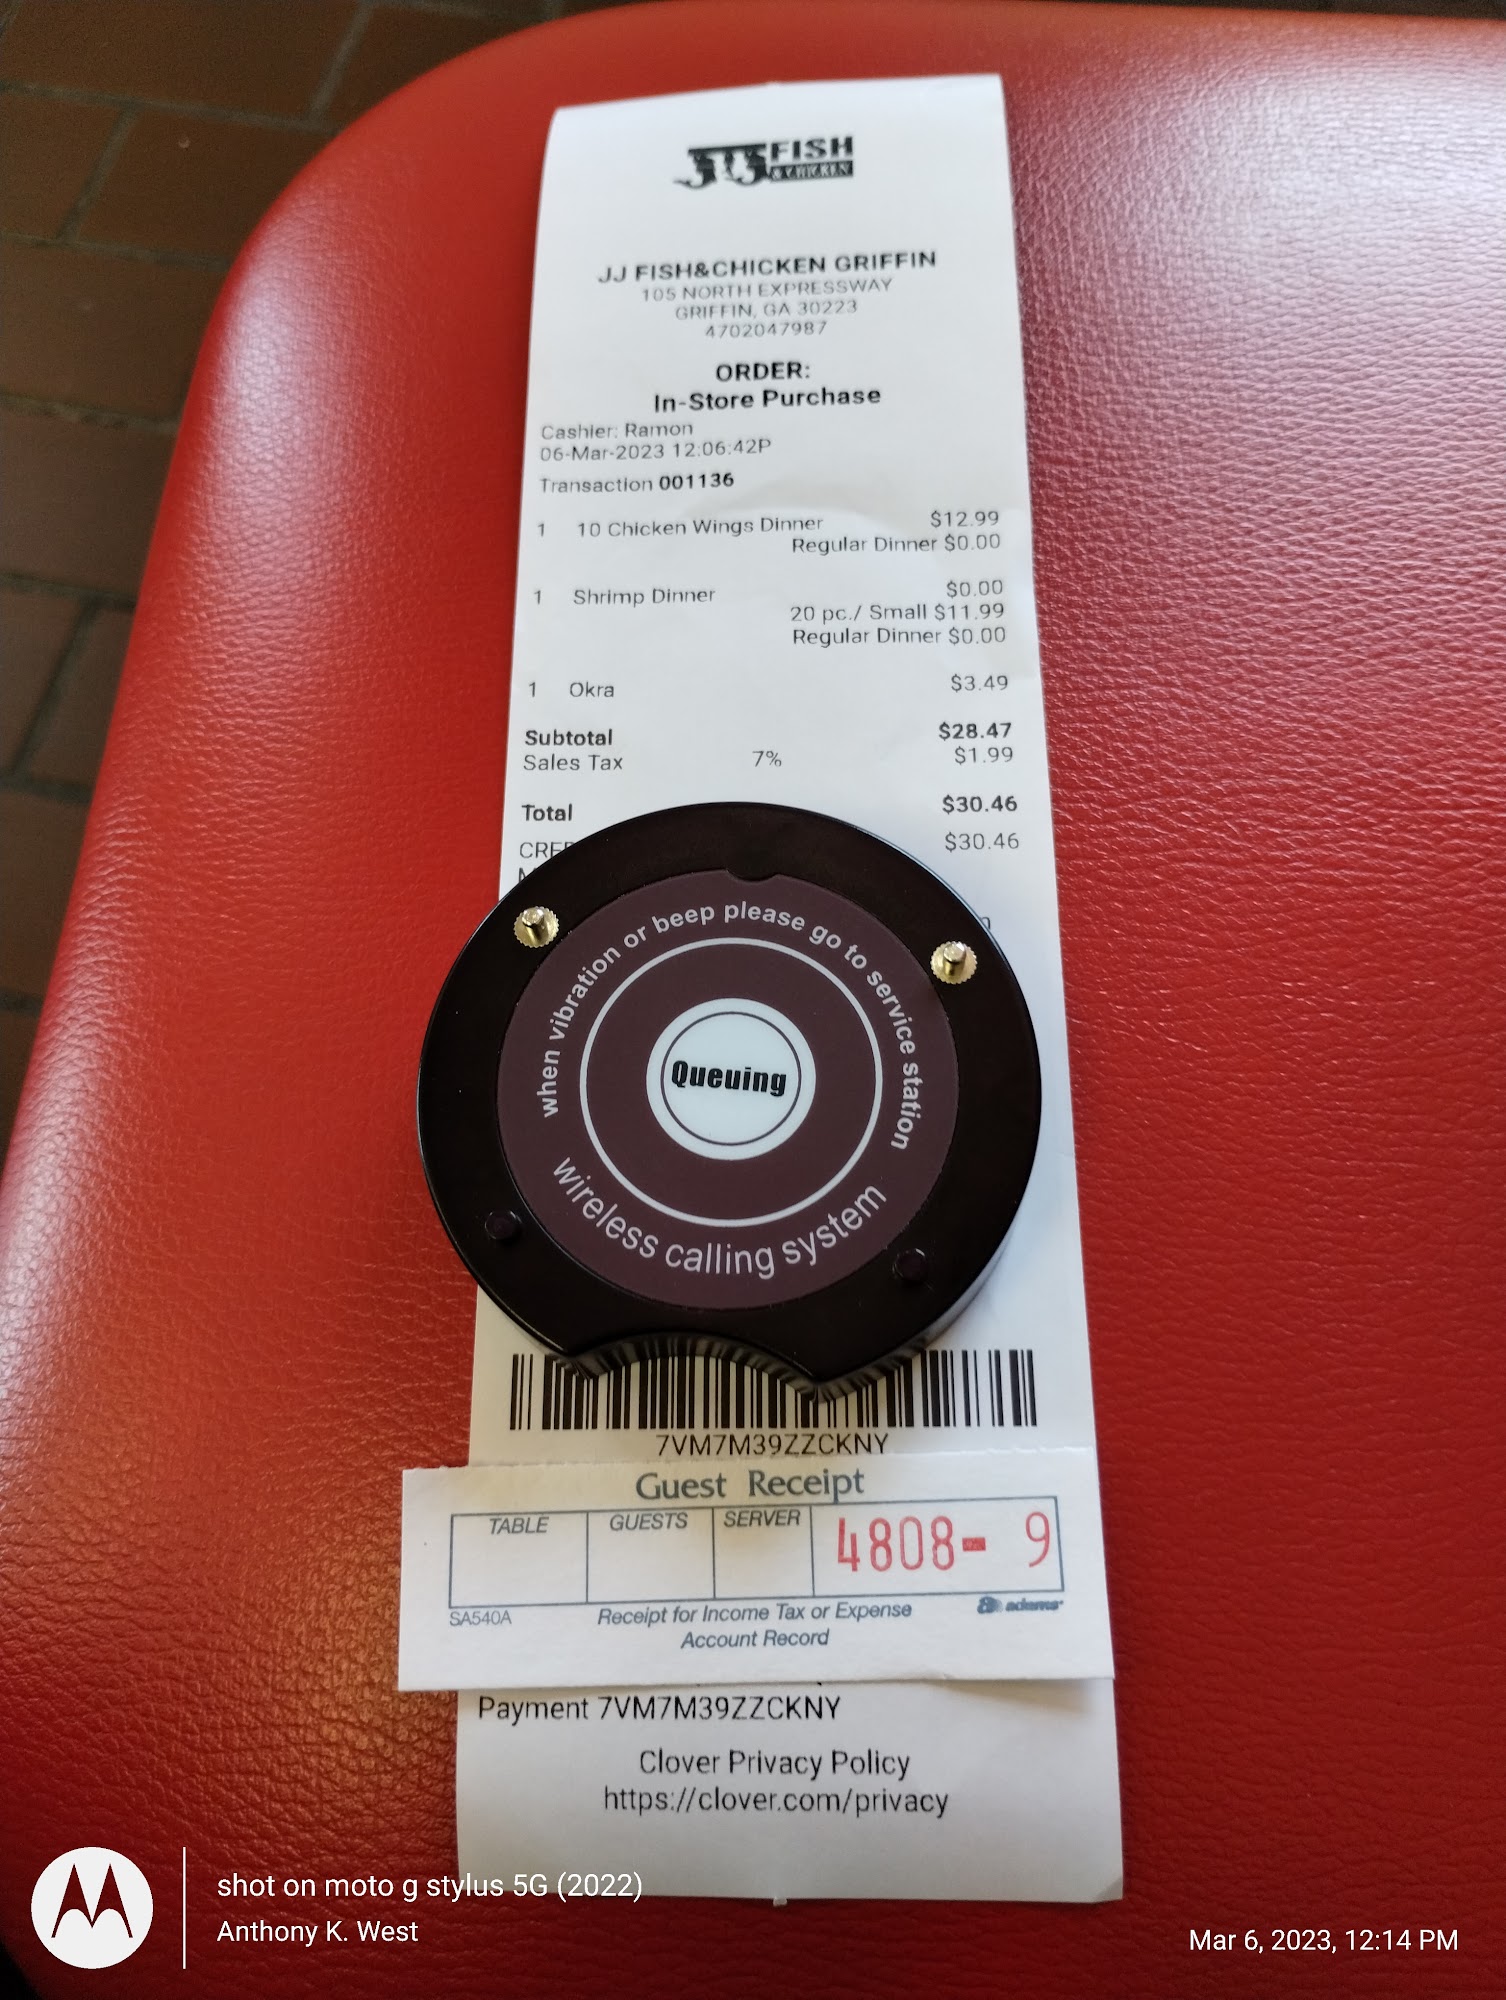 JJ'S FISH
& CHICKEN
JJ FISH&CHICKEN GRIFFIN
105 NORTH EXPRESSWAY
GRIFFIN, GA 30223
4702047987
ORDER:
In-Store Purchase
Cashier: Ramon
06-Mar-2023 12:06:42P
Transaction 001136
1 10 Chicken Wings Dinner $12.99
Regular Dinner $0.00
1 Shrimp Dinner $0.00
20 pc./ Small $11.99
Regular Dinner $0.00
1 Okra $3.49
Subtotal $28.47
Sales Tax 7% $1.99
Total $30.46
$30.46
when vibration or beep please go to service station
Queuing
wireless calling system
7VM7M39ZZCKNY
Guest Receipt
TABLE GUESTS SERVER 4808- 9
SA540A Receipt for Income Tax or Expense adams
Account Record
Payment 7VM7M39ZZCKNY
Clover Privacy Policy
https://clover.com/privacy
shot on moto g stylus 5G (2022)
Anthony K. West
Mar 6, 2023, 12:14 PM